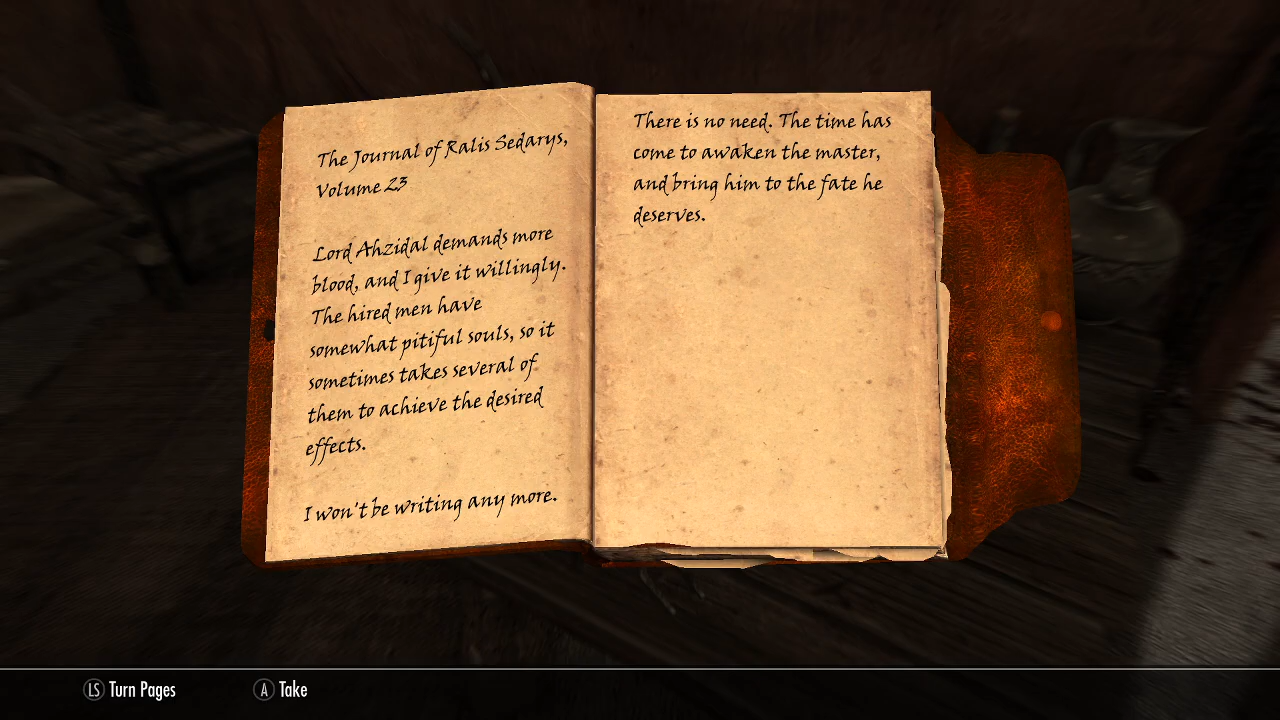 The Journal of Ralis Sedarys,
Volume 23
Lord Ahzidal demands more
blood, and I give it willingly.
The hired men have
somewhat pitiful souls, so it
sometimes takes several of
them to achieve the desired
effects.
I won't be writing any more.
There is no need. The time has
come to awaken the master,
and bring him to the fate he
deserves.
LS Turn Pages
A Take